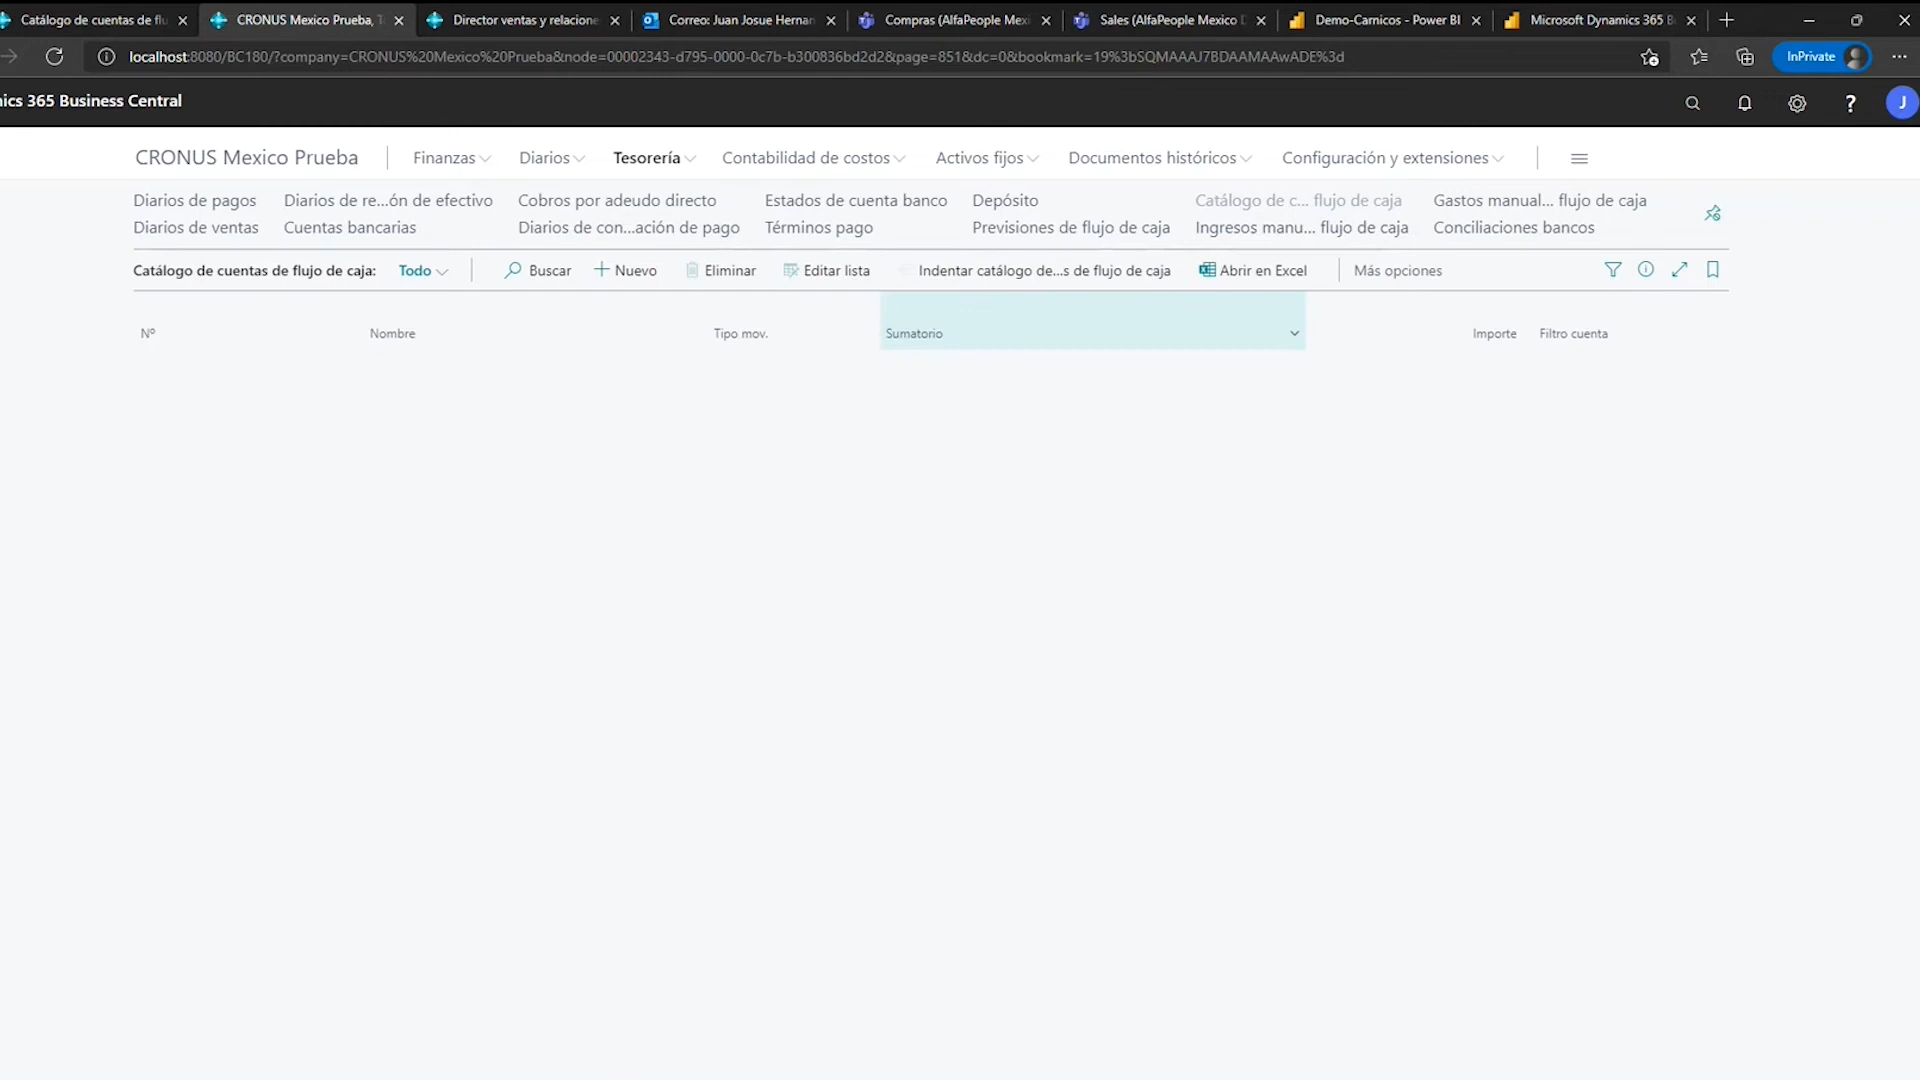 Catálogo de cuentas de flu
CRONUS Mexico Prueba, T
Director ventas y relacione
Correo: Juan Josue Hernan
Compras (AlfaPeople Mexi
Sales (AlfaPeople Mexico D
Demo-Carnicos - Power BI
Microsoft Dynamics 365 B
localhost:8080/BC180/?company=CRONUS%20Mexico%20Prueba&node=00002343-d795-0000-0c7b-b300836bd2d2&page=851&dc=0&bookmark=19%3bSQMAAAJ7BDAAMAAwADE%3d
InPrivate
ics 365 Business Central
?
J
CRONUS Mexico Prueba
Finanzas
Diarios
Tesorería
Contabilidad de costos
Activos fijos
Documentos históricos
Configuración y extensiones
Diarios de pagos
Diarios de re...ón de efectivo
Cobros por adeudo directo
Estados de cuenta banco
Depósito
Catálogo de c... flujo de caja
Gastos manual... flujo de caja
Diarios de ventas
Cuentas bancarias
Diarios de con...ación de pago
Términos pago
Previsiones de flujo de caja
Ingresos manu... flujo de caja
Conciliaciones bancos
Catálogo de cuentas de flujo de caja:
Todo
Buscar
Nuevo
Eliminar
Editar lista
Indentar catálogo de...s de flujo de caja
Abrir en Excel
Más opciones
Nº
Nombre
Tipo mov.
Sumatorio
Importe
Filtro cuenta